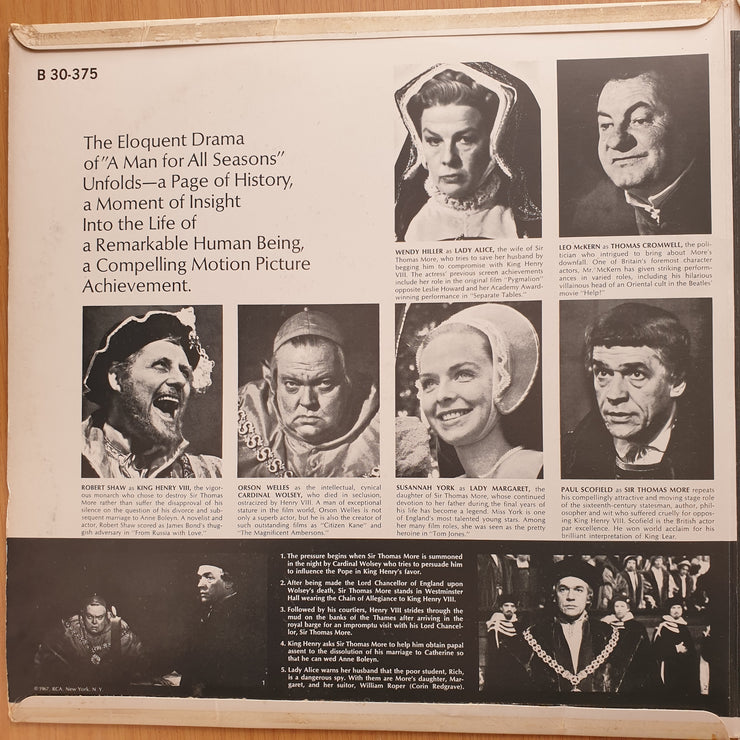 B 30-375
The Eloquent Drama
of "A Man for All Seasons"
Unfolds—a Page of History,
a Moment of Insight
Into the Life of
a Remarkable Human Being,
a Compelling Motion Picture
Achievement.
WENDY HILLER as LADY ALICE, the wife of Sir
Thomas More, who tries to save her husband by
begging him to compromise with King Henry
VIII. The actress' previous screen achievements
include her role in the original film "Pygmalion"
opposite Leslie Howard and her Academy Award-
winning performance in "Separate Tables."
LEO McKERN as THOMAS CROMWELL, the poli-
tician who intrigued to bring about More's
downfall. One of Britain's foremost character
actors, Mr. McKern has given striking perform-
ances in varied roles, including his hilarious
villainous head of an Oriental cult in the Beatles'
movie "Help!"
ROBERT SHAW as KING HENRY VIII, the vigor-
ous monarch who chose to destroy Sir Thomas
More rather than suffer the disapproval of his
silence on the question of his divorce and sub-
sequent marriage to Anne Boleyn. A novelist and
actor, Robert Shaw scored as James Bond's thug-
gish adversary in "From Russia with Love."
ORSON WELLES as the intellectual, cynical
CARDINAL WOLSEY, who died in seclusion,
ostracized by Henry VIII. A man of exceptional
stature in the film world, Orson Welles is not
only a superb actor, but he is also the creator of
such outstanding films as "Citizen Kane" and
"The Magnificent Ambersons."
SUSANNAH YORK as LADY MARGARET, the
daughter of Sir Thomas More, whose continued
devotion to her father during the final years of
his life has become a legend. Miss York is one
of England's most talented young stars. Among
her many film roles, she was seen as the pretty
heroine in "Tom Jones."
PAUL SCOFIELD as SIR THOMAS MORE repeats
his compellingly attractive and moving stage role
of the sixteenth-century statesman, author, phil-
osopher and wit who suffered cruelly for oppos-
ing King Henry VIII. Scofield is the British actor
par excellence. He won world acclaim for his
brilliant interpretation of King Lear.
1. The pressure begins when Sir Thomas More is summoned
in the night by Cardinal Wolsey who tries to persuade him
to influence the Pope in King Henry's favor.
2. After being made the Lord Chancellor of England upon
Wolsey's death, Sir Thomas More stands in Westminster
Hall wearing the Chain of Allegiance to King Henry VIII.
3. Followed by his courtiers, Henry VIII strides through the
mud on the banks of the Thames after arriving in the
royal barge for an impromptu visit with his Lord Chancel-
lor, Sir Thomas More.
4. King Henry asks Sir Thomas More to help him obtain papal
assent to the dissolution of his marriage to Catherine so
that he can wed Anne Boleyn.
5. Lady Alice warns her husband that the poor student, Rich,
is a dangerous spy. With them are More's daughter, Mar-
garet, and her suitor, William Roper (Corin Redgrave).
1
© 1967, RCA, New York, N. Y.